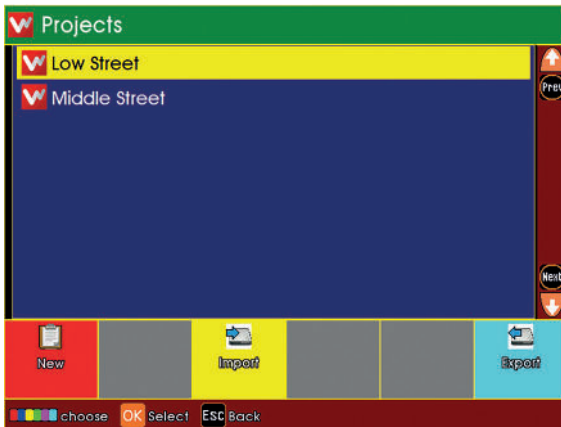 Projects
Low Street
Middle Street
Prev
Next
New
Import
Export
choose OK Select ESC Back